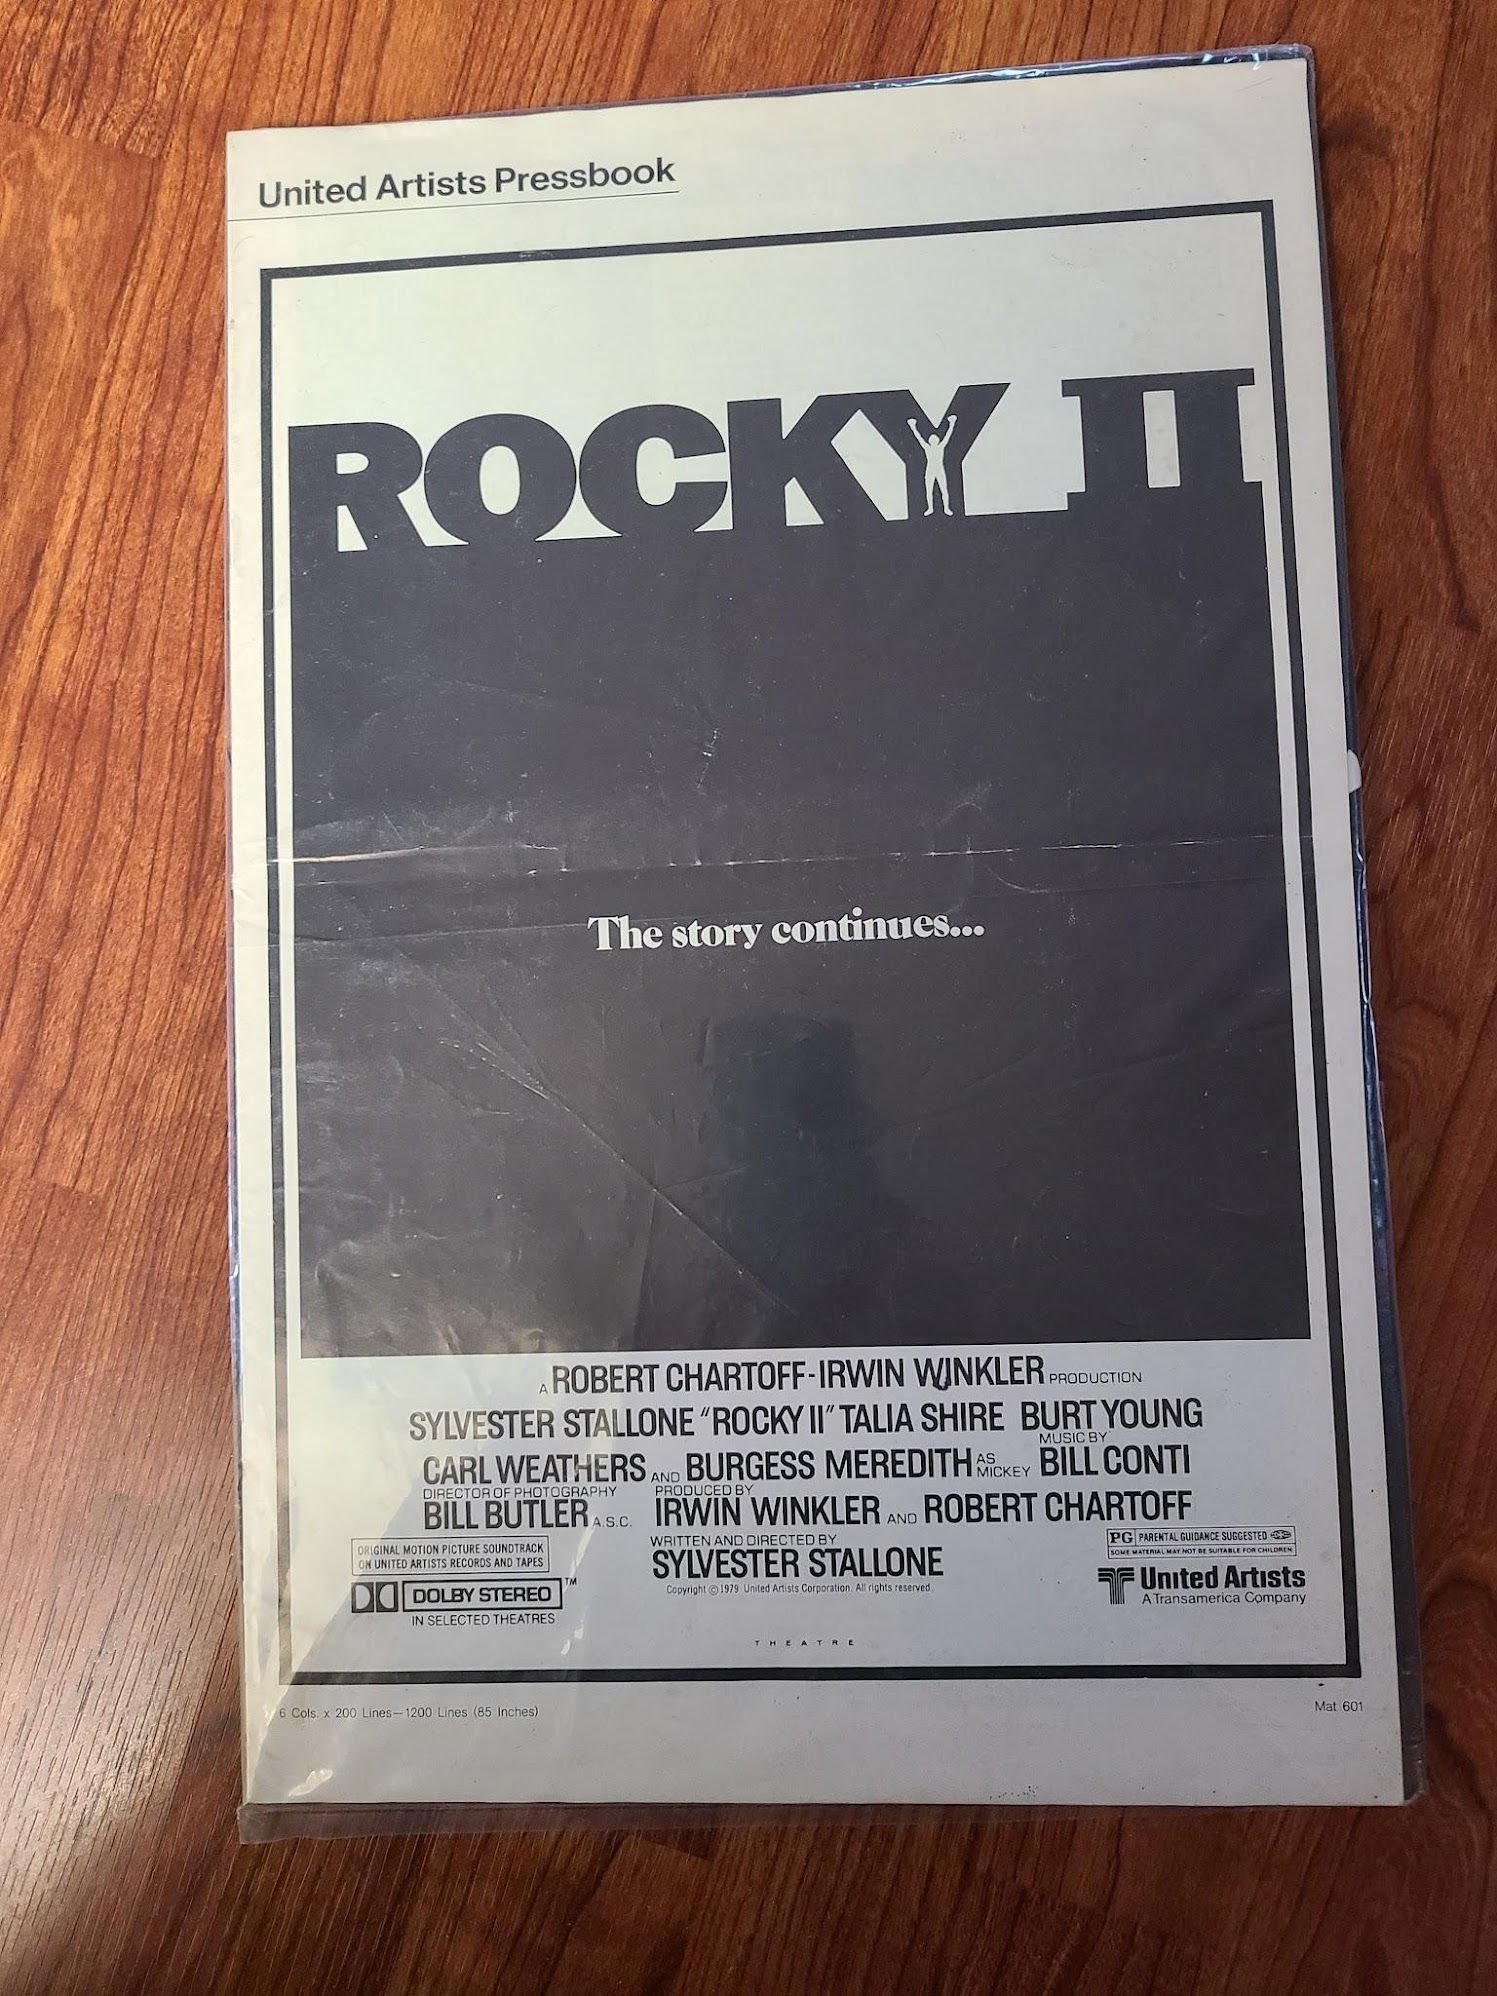 United Artists Pressbook
ROCKY II
The story continues...
A ROBERT CHARTOFF-IRWIN WINKLER PRODUCTION
SYLVESTER STALLONE "ROCKY II" TALIA SHIRE BURT YOUNG
CARL WEATHERS AND BURGESS MEREDITH AS MICKEY MUSIC BY BILL CONTI
DIRECTOR OF PHOTOGRAPHY BILL BUTLER A.S.C. PRODUCED BY IRWIN WINKLER AND ROBERT CHARTOFF
WRITTEN AND DIRECTED BY
SYLVESTER STALLONE
Copyright © 1979 United Artists Corporation. All rights reserved.
ORIGINAL MOTION PICTURE SOUNDTRACK
ON UNITED ARTISTS RECORDS AND TAPES
DOLBY STEREO TM
IN SELECTED THEATRES
PG PARENTAL GUIDANCE SUGGESTED
SOME MATERIAL MAY NOT BE SUITABLE FOR CHILDREN
United Artists
A Transamerica Company
THEATRE
6 Cols. x 200 Lines—1200 Lines (85 Inches)
Mat 601